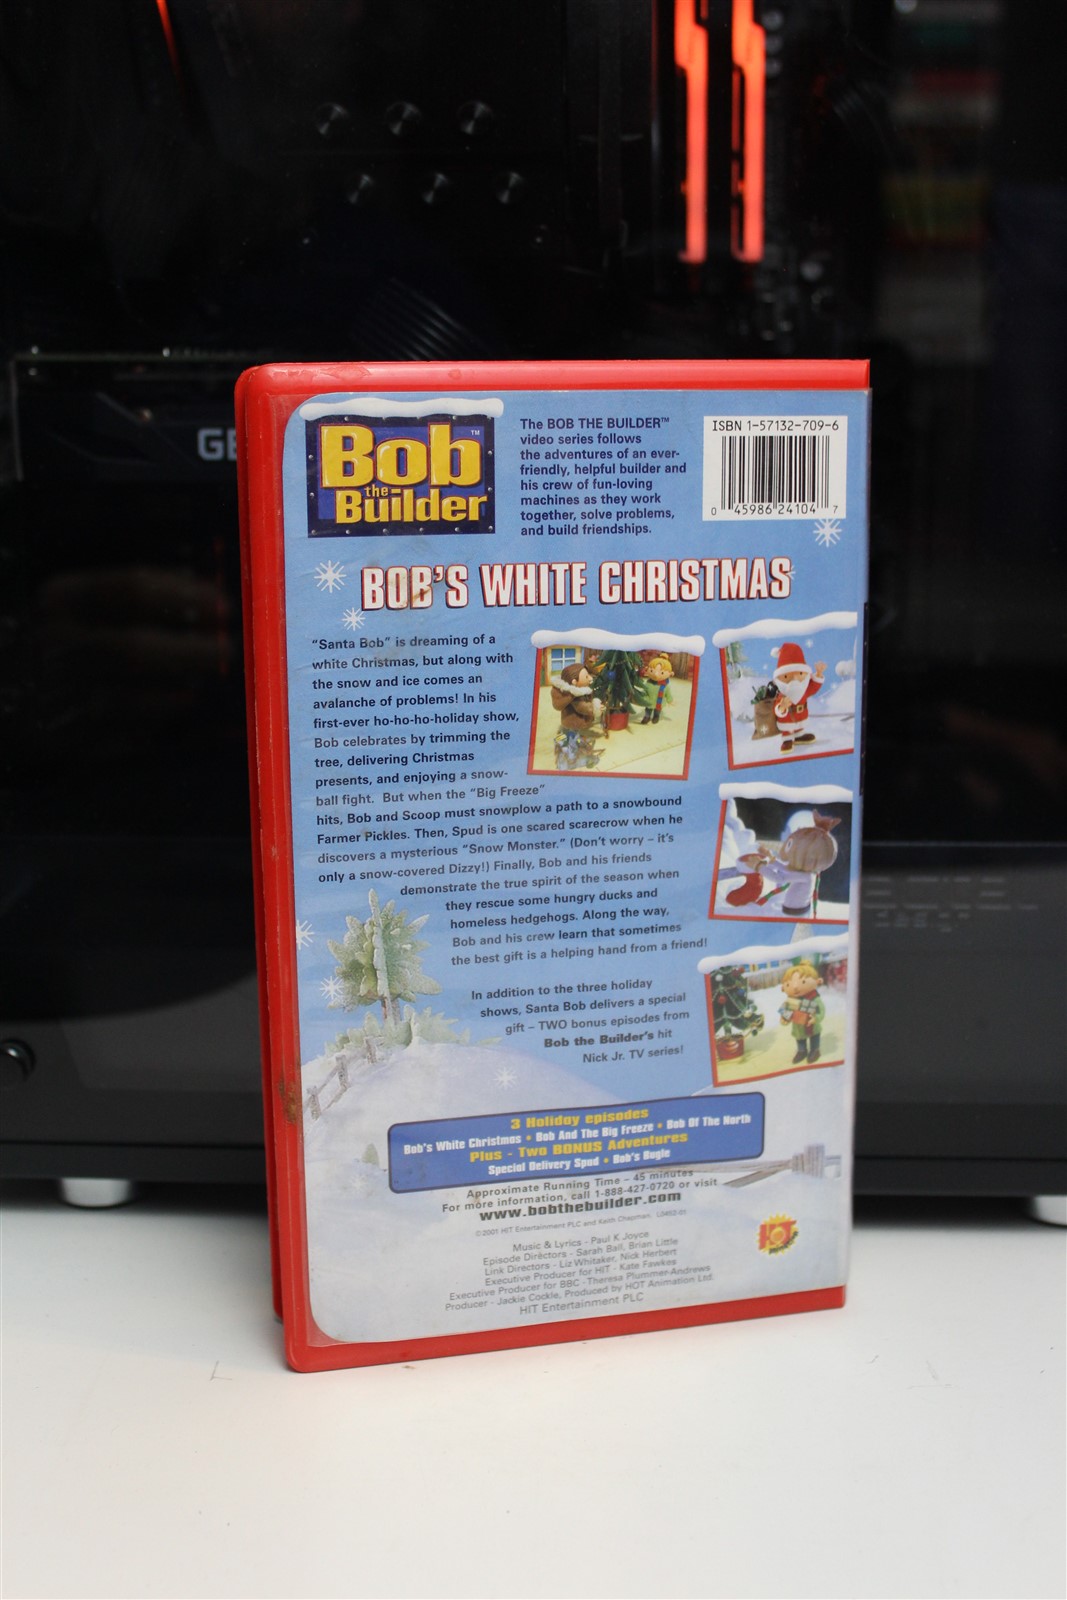 Bob
the
Builder
TM
The BOB THE BUILDER™
video series follows
the adventures of an ever-
friendly, helpful builder and
his crew of fun-loving
machines as they work
together, solve problems,
and build friendships.
ISBN 1-57132-709-6
0 45986 24104 7
BOB'S WHITE CHRISTMAS
"Santa Bob" is dreaming of a
white Christmas, but along with
the snow and ice comes an
avalanche of problems! In his
first-ever ho-ho-ho-holiday show,
Bob celebrates by trimming the
tree, delivering Christmas
presents, and enjoying a snow-
ball fight. But when the "Big Freeze"
hits, Bob and Scoop must snowplow a path to a snowbound
Farmer Pickles. Then, Spud is one scared scarecrow when he
discovers a mysterious "Snow Monster." (Don't worry – it's
only a snow-covered Dizzy!) Finally, Bob and his friends
demonstrate the true spirit of the season when
they rescue some hungry ducks and
homeless hedgehogs. Along the way,
Bob and his crew learn that sometimes
the best gift is a helping hand from a friend!
In addition to the three holiday
shows, Santa Bob delivers a special
gift – TWO bonus episodes from
Bob the Builder's hit
Nick Jr. TV series!
3 Holiday episodes
Bob's White Christmas • Bob And The Big Freeze • Bob Of The North
Plus - Two BONUS Adventures
Special Delivery Spud • Bob's Bugle
Approximate Running Time – 45 minutes
For more information, call 1-888-427-0720 or visit
www.bobthebuilder.com
©2001 HIT Entertainment PLC and Keith Chapman.
HOT
Music & Lyrics - Paul K Joyce
Episode Directors - Sarah Ball, Brian Little
Link Directors - Liz Whitaker, Nick Herbert
Executive Producer for HIT - Kate Fawkes
Executive Producer for BBC - Theresa Plummer-Andrews
Producer - Jackie Cockle, Produced by HOT Animation Ltd.
HIT Entertainment PLC
GE
design